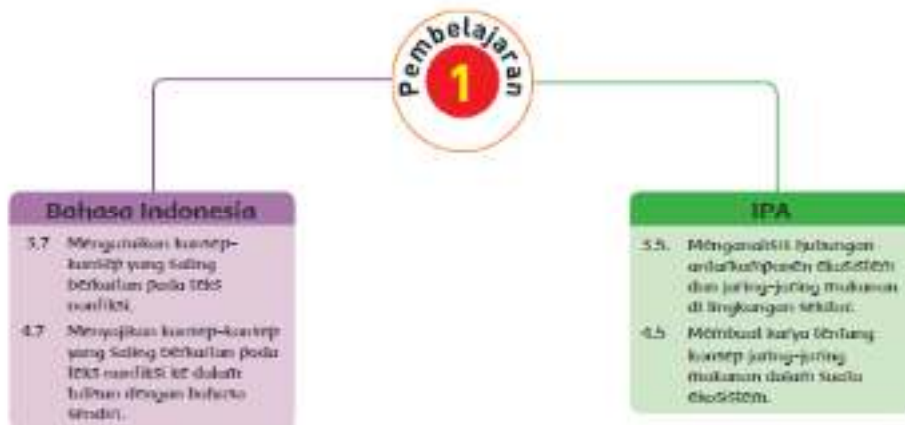 Pembelajaran
1
Bahasa Indonesia
3.7 Menguraikan konsep-
konsep yang saling
berkaitan pada teks
nonfiksi.
4.7 Menyajikan konsep-konsep
yang saling berkaitan pada
teks nonfiksi ke dalam
tulisan dengan bahasa
sendiri.
IPA
3.5. Menganalisis hubungan
antarkomponen ekosistem
dan jaring-jaring makanan
di lingkungan sekitar.
4.5 Membuat karya tentang
konsep jaring-jaring
makanan dalam suatu
ekosistem.